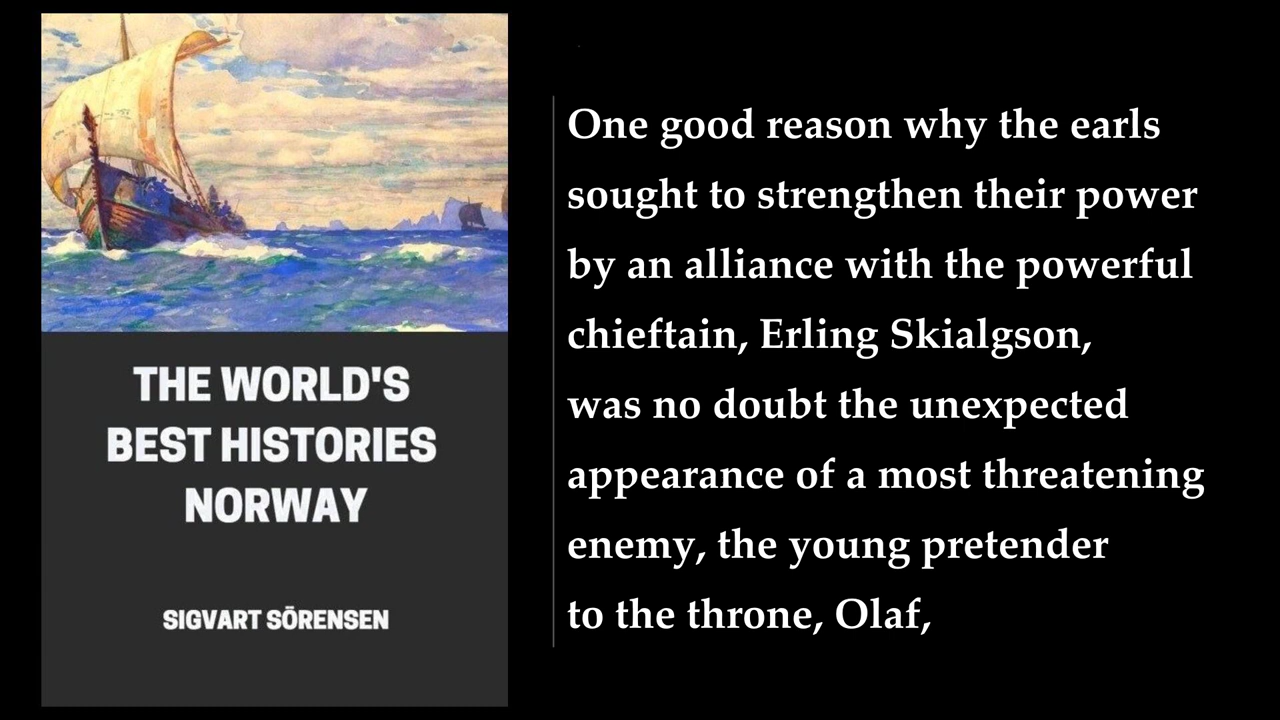 THE WORLD'S
BEST HISTORIES
NORWAY
SIGVART SÖRENSEN
One good reason why the earls
sought to strengthen their power
by an alliance with the powerful
chieftain, Erling Skialgson,
was no doubt the unexpected
appearance of a most threatening
enemy, the young pretender
to the throne, Olaf,